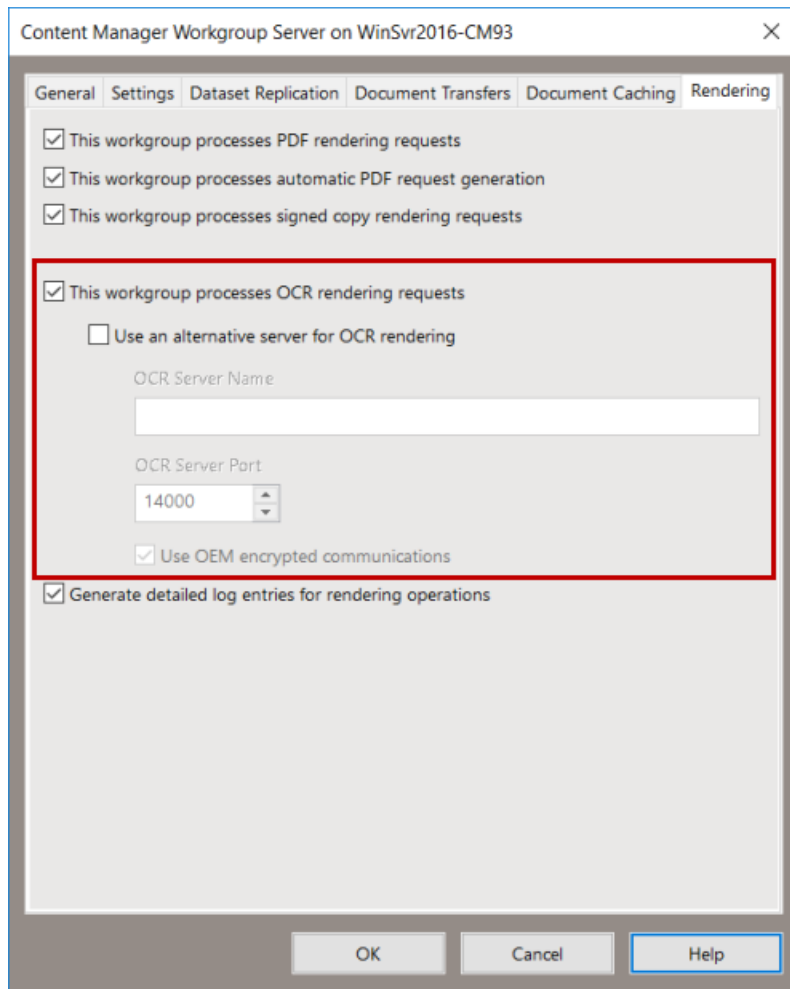 Content Manager Workgroup Server on WinSvr2016-CM93
General Settings Dataset Replication Document Transfers Document Caching Rendering
This workgroup processes PDF rendering requests
This workgroup processes automatic PDF request generation
This workgroup processes signed copy rendering requests
This workgroup processes OCR rendering requests
Use an alternative server for OCR rendering
OCR Server Name
OCR Server Port
14000
Use OEM encrypted communications
Generate detailed log entries for rendering operations
OK Cancel Help